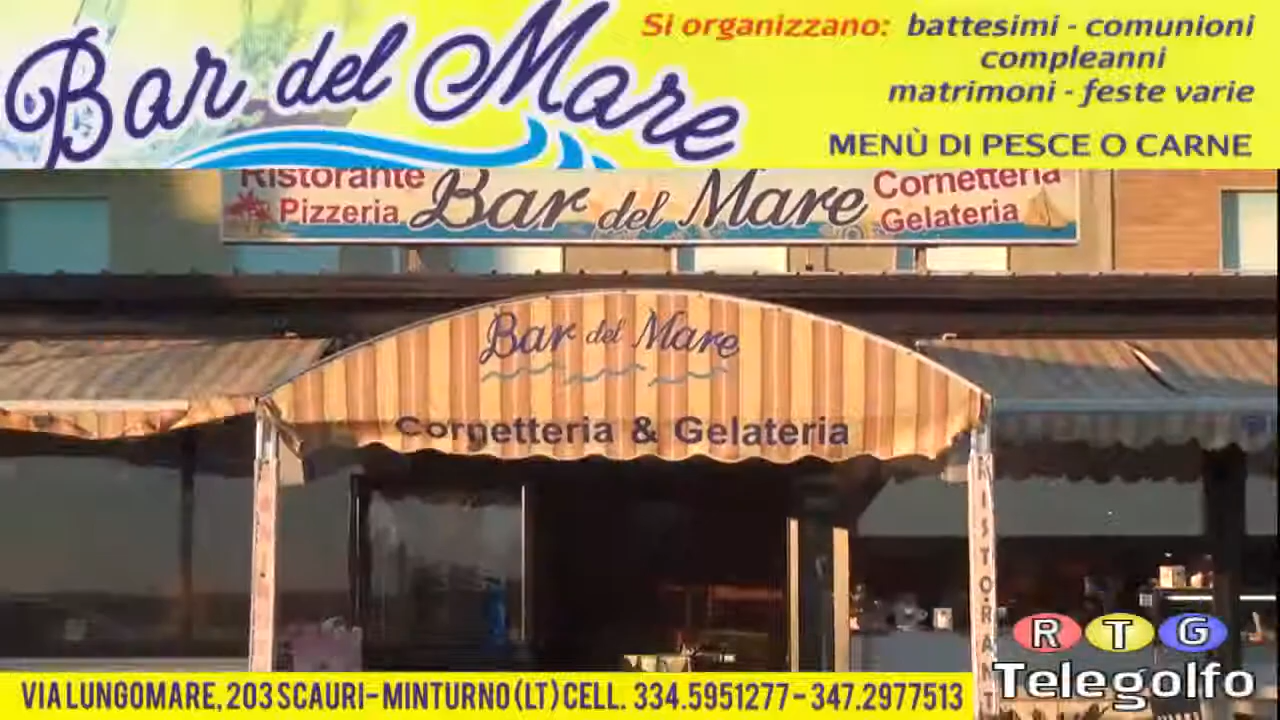 Bar del Mare
Si organizzano: battesimi - comunioni
compleanni
matrimoni - feste varie
MENÙ DI PESCE O CARNE
Ristorante
Pizzeria
Bar del Mare
Cornetteria
Gelateria
Bar del Mare
Cornetteria & Gelateria
RISTORANT
R T G
Telegolfo
VIA LUNGOMARE, 203 SCAURI - MINTURNO (LT) CELL. 334.5951277 - 347.2977513